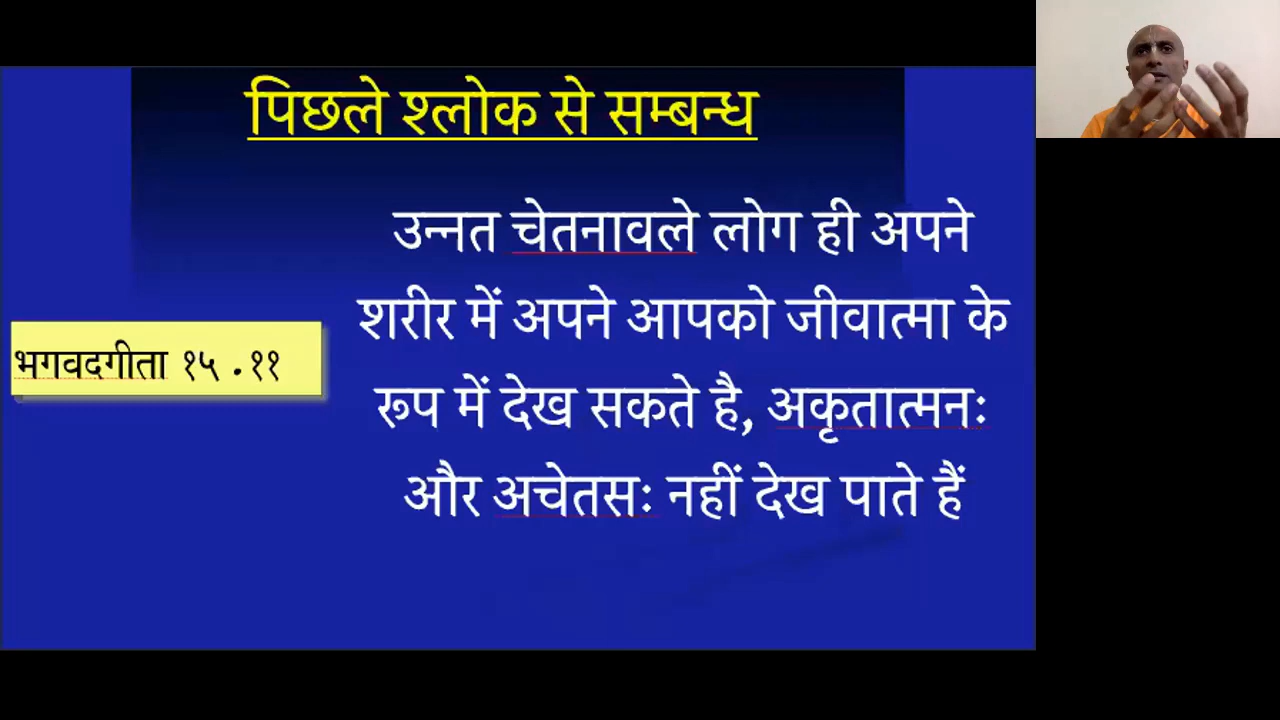 पिछले श्लोक से सम्बन्ध
उन्नत चेतनावले लोग ही अपने
शरीर में अपने आपको जीवात्मा के
रूप में देख सकते है, अकृतात्मनः
और अचेतसः नहीं देख पाते हैं
भगवदगीता १५ .११